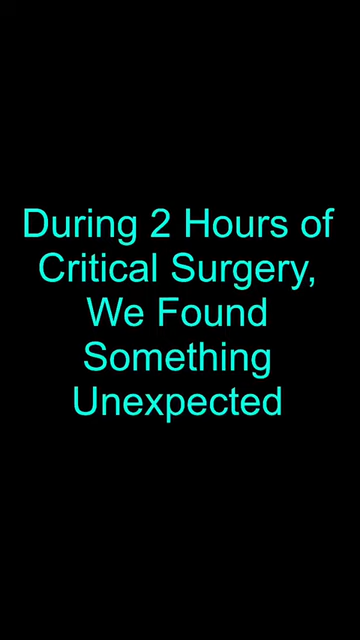 During 2 Hours of
Critical Surgery,
We Found
Something
Unexpected